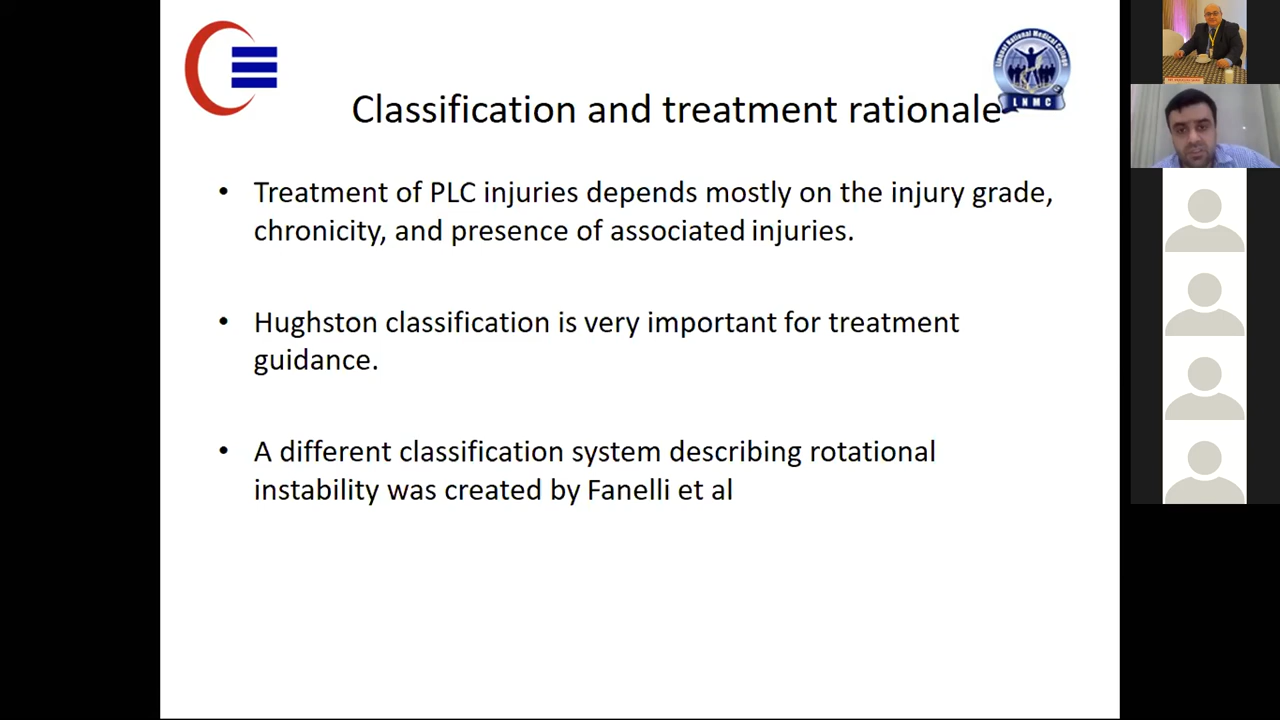 LNMC
Classification and treatment rationale
• Treatment of PLC injuries depends mostly on the injury grade,
chronicity, and presence of associated injuries.
• Hughston classification is very important for treatment
guidance.
• A different classification system describing rotational
instability was created by Fanelli et al